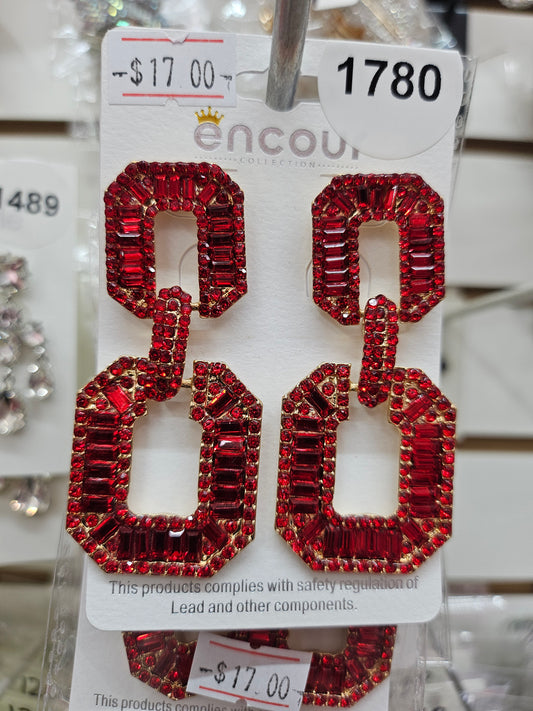 -$17.00-
1780
encour
COLLECTION
1489
This products complies with safety regulation of
Lead and other components.
-$17.00-
This products complies